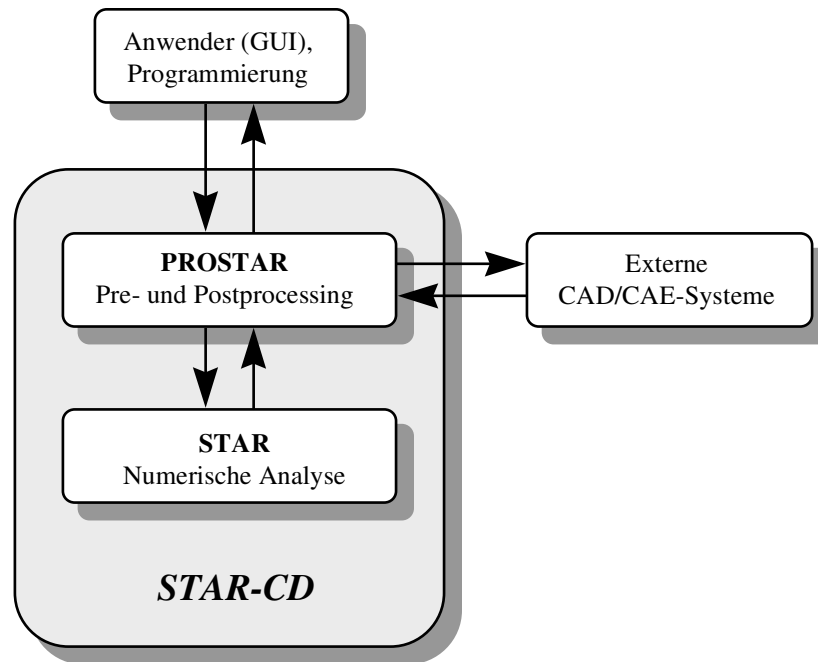 Anwender (GUI),
Programmierung
PROSTAR
Pre- und Postprocessing
Externe
CAD/CAE-Systeme
STAR
Numerische Analyse
STAR-CD